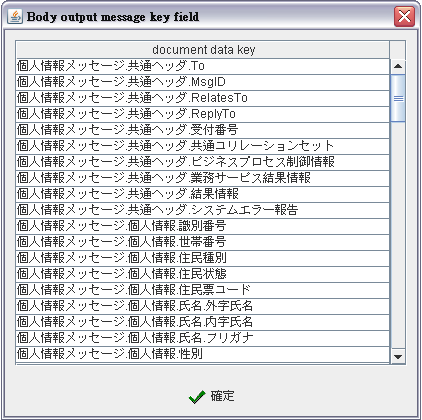 Body output message key field
document data key
個人情報メッセージ.共通ヘッダ.To
個人情報メッセージ.共通ヘッダ.MsgID
個人情報メッセージ.共通ヘッダ.RelatesTo
個人情報メッセージ.共通ヘッダ.ReplyTo
個人情報メッセージ.共通ヘッダ.受付番号
個人情報メッセージ.共通ヘッダ.共通コリレーションセット
個人情報メッセージ.共通ヘッダ.ビジネスプロセス制御情報
個人情報メッセージ.共通ヘッダ.業務サービス結果情報
個人情報メッセージ.共通ヘッダ.結果情報
個人情報メッセージ.共通ヘッダ.システムエラー報告
個人情報メッセージ.個人情報.識別番号
個人情報メッセージ.個人情報.世帯番号
個人情報メッセージ.個人情報.住民種別
個人情報メッセージ.個人情報.住民状態
個人情報メッセージ.個人情報.住民票コード
個人情報メッセージ.個人情報.氏名.外字氏名
個人情報メッセージ.個人情報.氏名.内字氏名
個人情報メッセージ.個人情報.氏名.フリガナ
個人情報メッセージ.個人情報.性別
確定